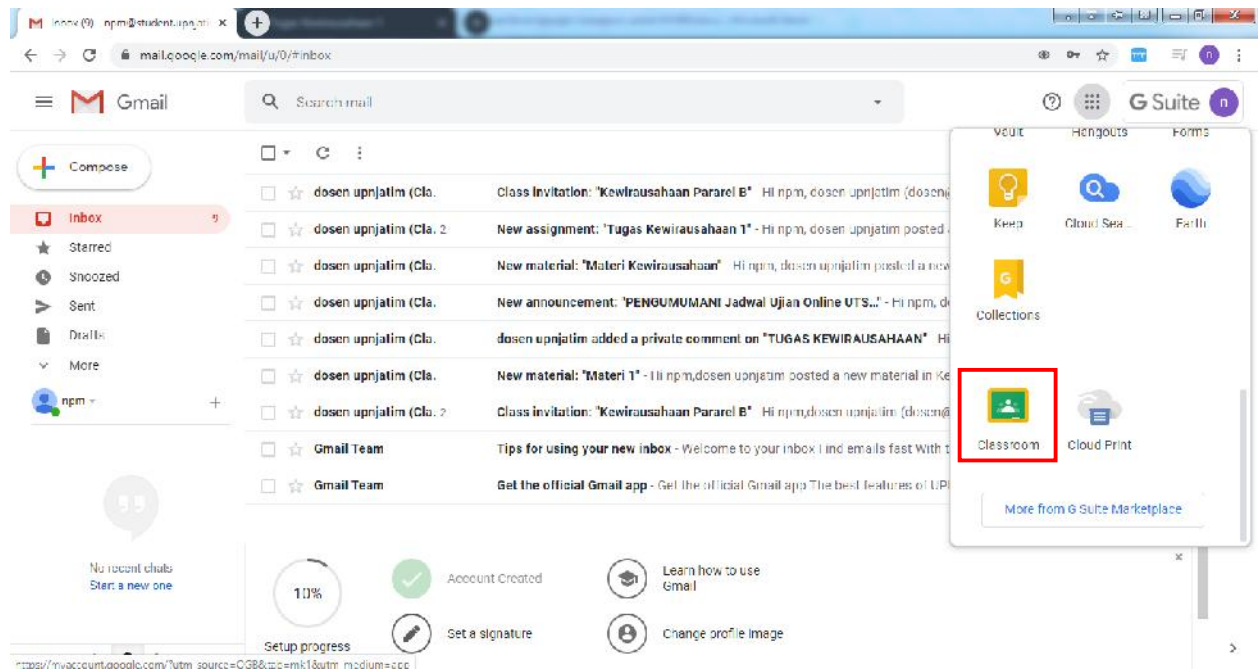 Inbox (9) - npm@student.upnjati
mail.google.com/mail/u/0/#inbox
Gmail
Search mail
G Suite
n
Compose
Inbox 9
Starred
Snoozed
Sent
Drafts
More
npm
No recent chats
Start a new one
dosen upnjatim (Cla. Class invitation: "Kewirausahaan Pararel B" Hi npm, dosen upnjatim (dosen@
dosen upnjatim (Cla. 2 New assignment: "Tugas Kewirausahaan 1" - Hi npm, dosen upnjatim posted
dosen upnjatim (Cla. New material: "Materi Kewirausahaan" Hi npm, dosen upnjatim posted a new
dosen upnjatim (Cla. New announcement: "PENGUMUMANI Jadwal Ujian Online UTS..." - Hi npm, d
dosen upnjatim (Cla. dosen upnjatim added a private comment on "TUGAS KEWIRAUSAHAAN" Hi
dosen upnjatim (Cla. New material: "Materi 1" - Hi npm,dosen upnjatim posted a new material in Ke
dosen upnjatim (Cla. 2 Class invitation: "Kewirausahaan Pararel B" Hi npm,dosen upnjatim (dosen@
Gmail Team Tips for using your new inbox - Welcome to your inbox Find emails fast With t
Gmail Team Get the official Gmail app - Get the official Gmail app The best features of
Vault Hangouts Forms
Keep Cloud Sea... Earth
Collections
Classroom Cloud Print
More from G Suite Marketplace
10%
Setup progress
Account Created
Learn how to use
Gmail
Set a signature
Change profile image